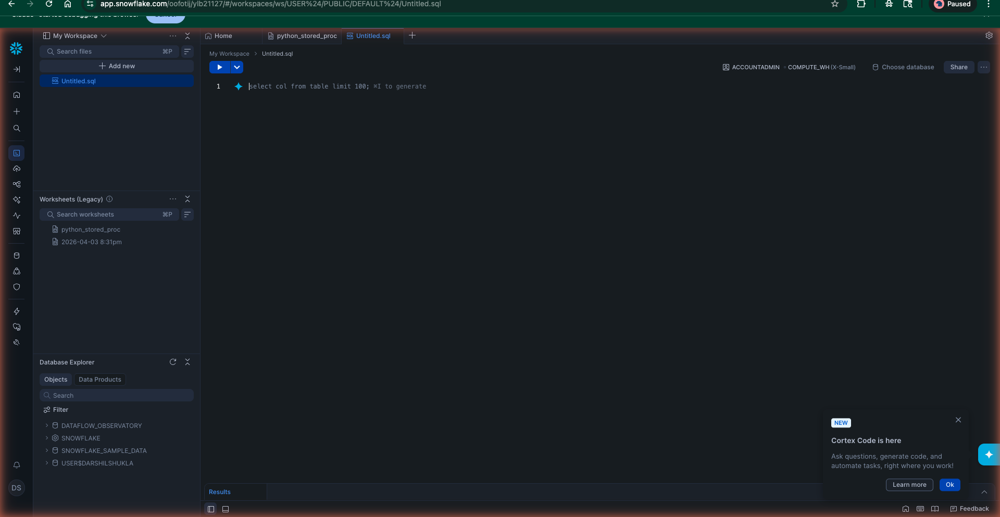 app.snowflake.com/oofotij/ylb21127/#/workspaces/ws/USER%24/PUBLIC/DEFAULT%24/Untitled.sql
Paused
started debugging this browser
My Workspace
Home
python_stored_proc
Untitled.sql
Search files
⌘P
My Workspace > Untitled.sql
Add new
ACCOUNTADMIN
COMPUTE_WH (X-Small)
Choose database
Share
Untitled.sql
1
select col from table limit 100; ⌘I to generate
Worksheets (Legacy)
Search worksheets
⌘P
python_stored_proc
2026-04-03 8:31pm
Database Explorer
Objects
Data Products
Search
Filter
DATAFLOW_OBSERVATORY
SNOWFLAKE
SNOWFLAKE_SAMPLE_DATA
USER$DARSHILSHUKLA
NEW
Cortex Code is here
Ask questions, generate code, and
automate tasks, right where you work!
Learn more
Ok
DS
Results
Feedback